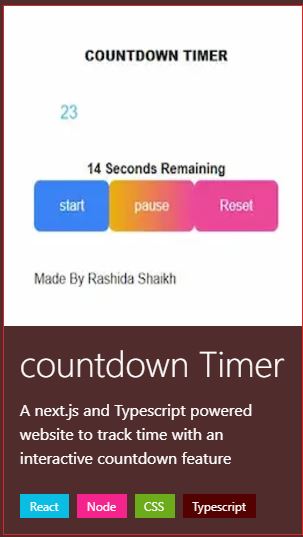 COUNTDOWN TIMER
23
14 Seconds Remaining
start pause Reset
Made By Rashida Shaikh
countdown Timer
A next.js and Typescript powered
website to track time with an
interactive countdown feature
React Node CSS Typescript